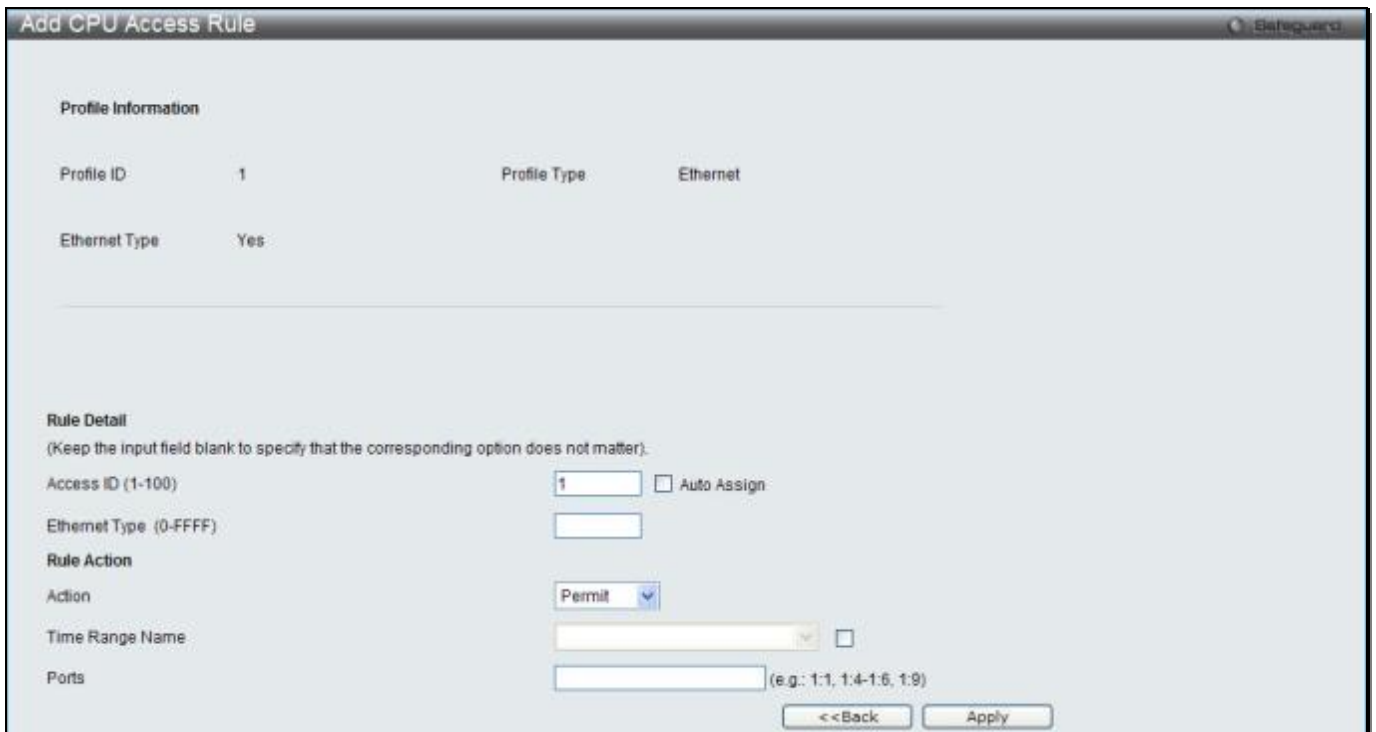 Add CPU Access Rule Safeguard
Profile Information
Profile ID 1 Profile Type Ethernet
Ethernet Type Yes
Rule Detail
(Keep the input field blank to specify that the corresponding option does not matter).
Access ID (1-100) 1 Auto Assign
Ethernet Type (0-FFFF)
Rule Action
Action Permit
Time Range Name
Ports (e.g.: 1:1, 1:4-1:6, 1:9)
<<Back Apply